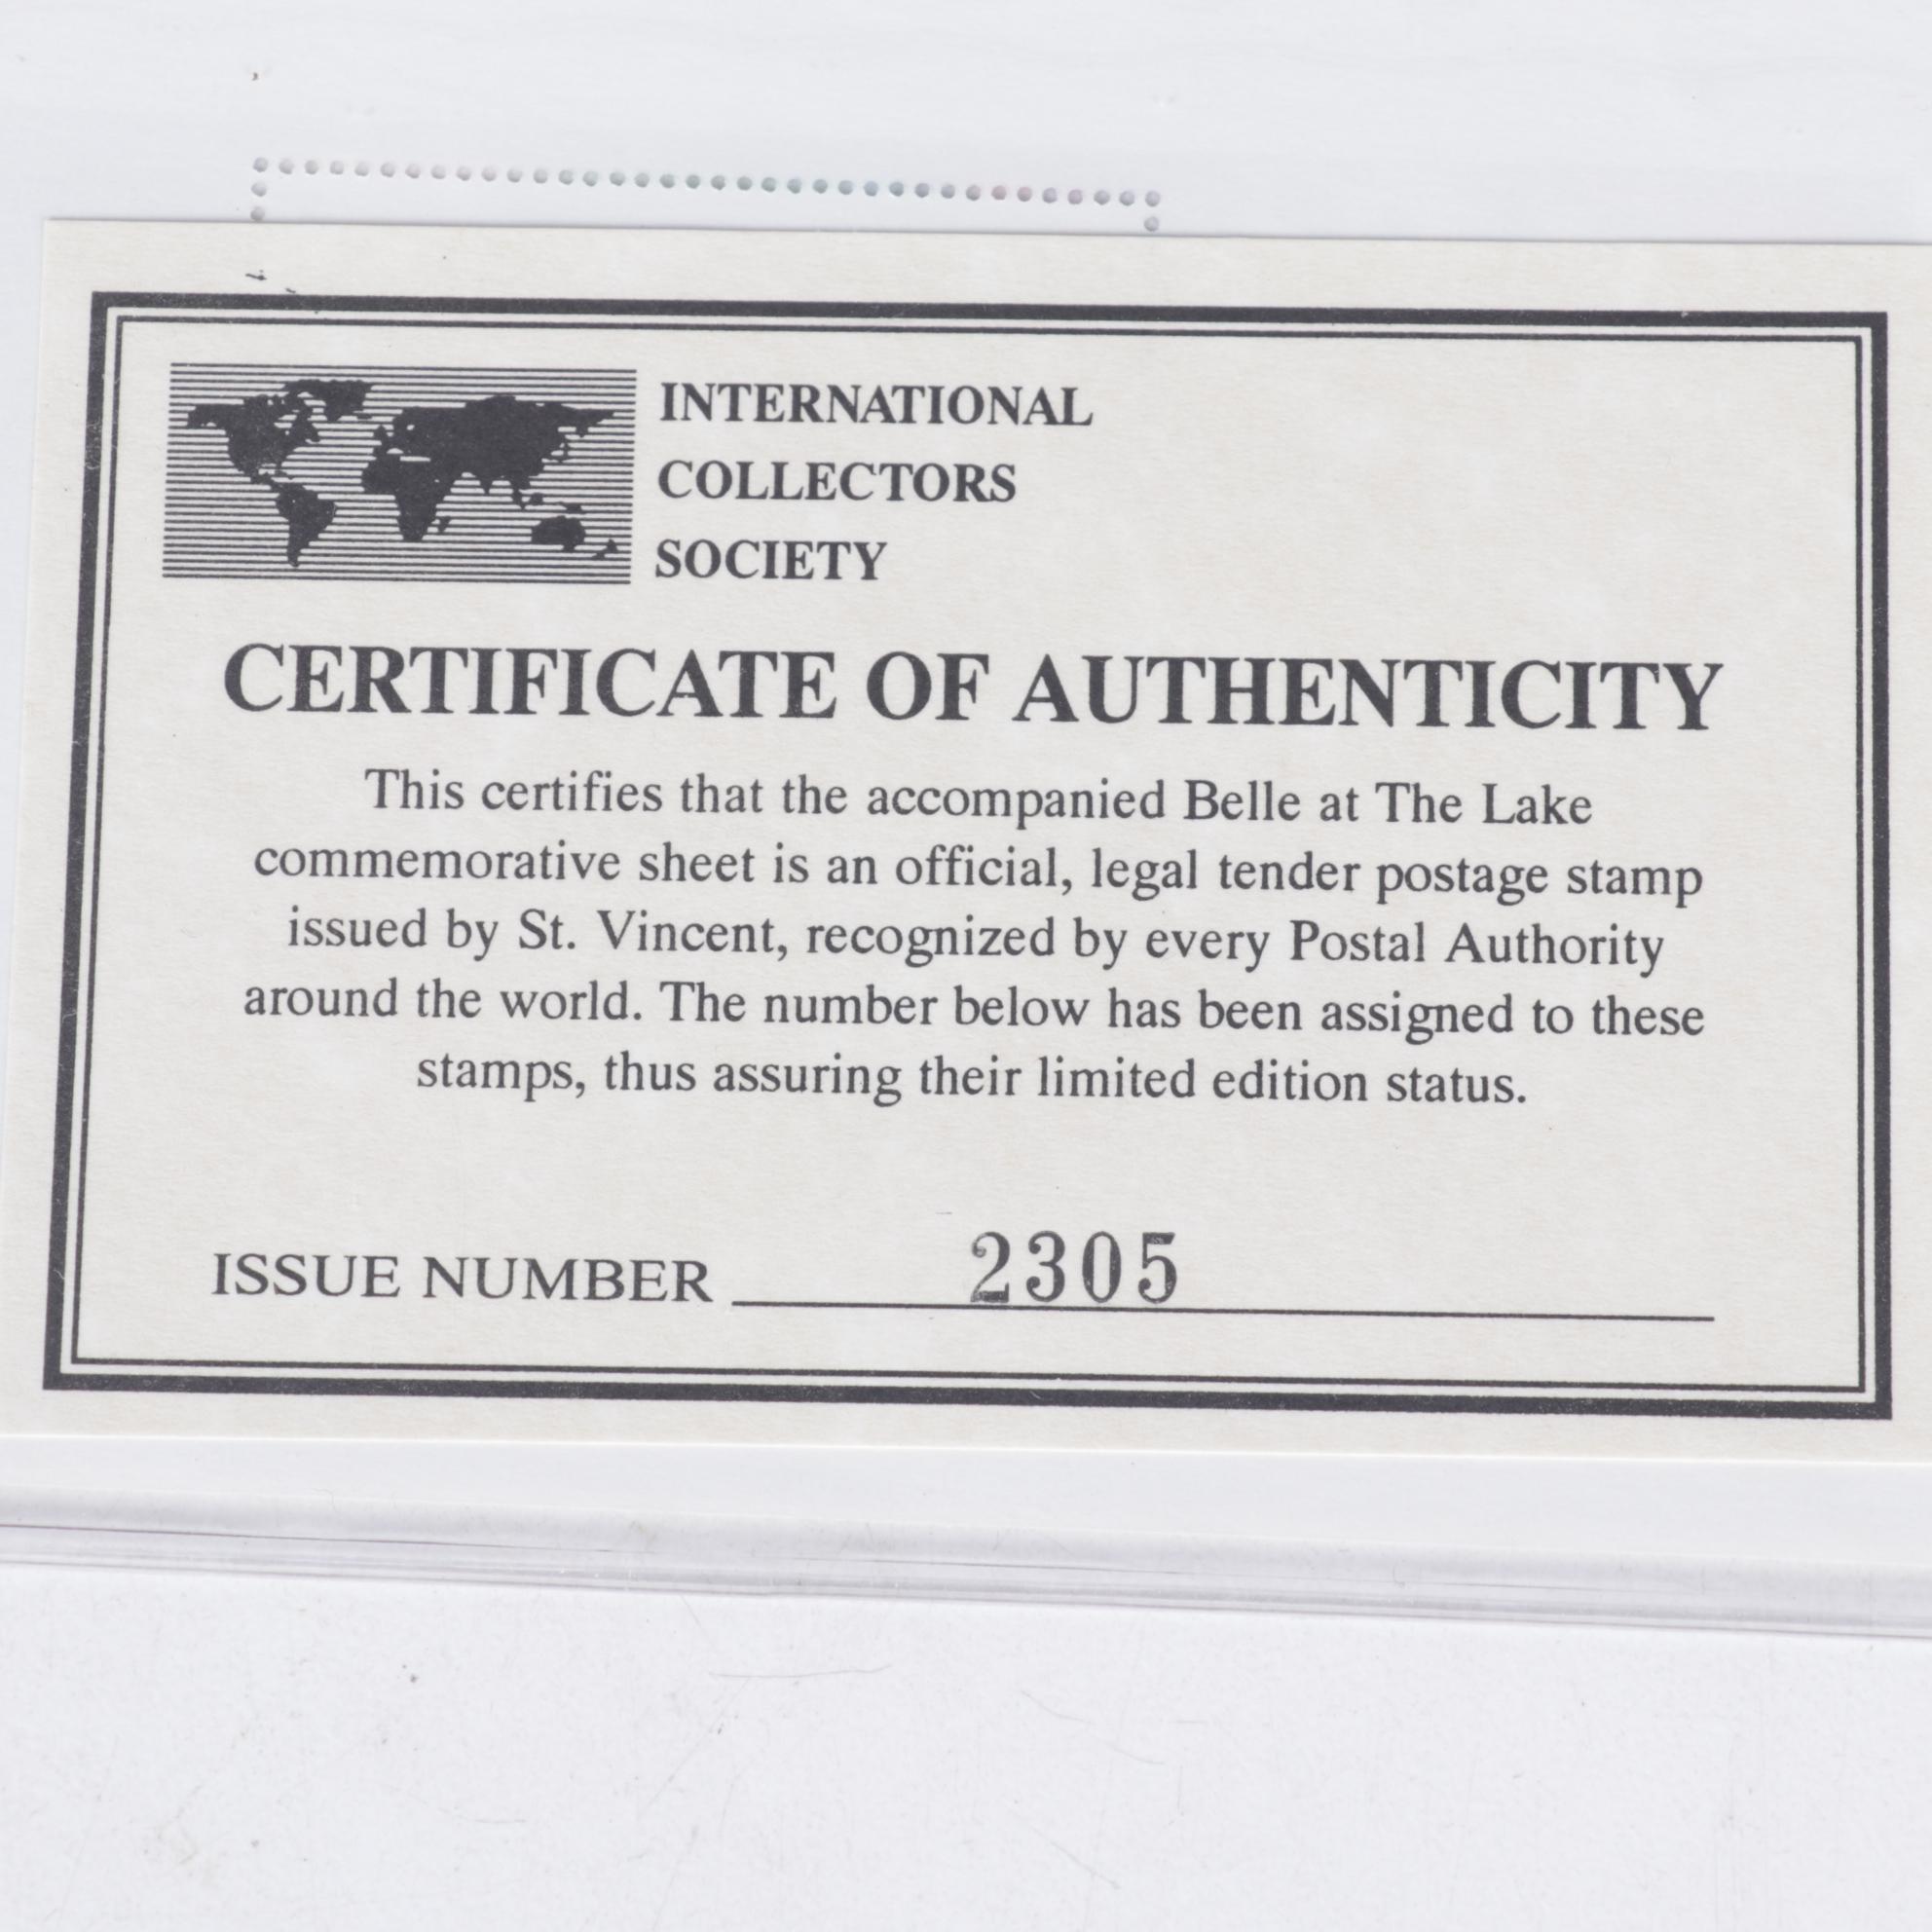 INTERNATIONAL
COLLECTORS
SOCIETY
CERTIFICATE OF AUTHENTICITY
This certifies that the accompanied Belle at The Lake
commemorative sheet is an official, legal tender postage stamp
issued by St. Vincent, recognized by every Postal Authority
around the world. The number below has been assigned to these
stamps, thus assuring their limited edition status.
ISSUE NUMBER 2305